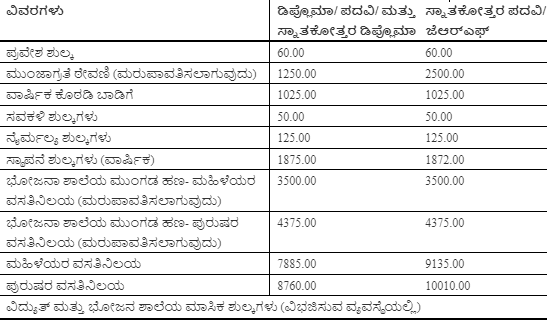 ವಿವರಗಳು ಡಿಪ್ಲೊಮಾ/ ಪದವಿ/ ಮತ್ತು ಸ್ನಾತಕೋತ್ತರ ಪದವಿ/
ಸ್ನಾತಕೋತ್ತರ ಡಿಪ್ಲೊಮಾ ಜೆಆರ್‌ಎಫ್
ಪ್ರವೇಶ ಶುಲ್ಕ 60.00 60.00
ಮುಂಜಾಗ್ರತೆ ಠೇವಣಿ (ಮರುಪಾವತಿಸಲಾಗುವುದು) 1250.00 2500.00
ವಾರ್ಷಿಕ ಕೊಠಡಿ ಬಾಡಿಗೆ 1025.00 1025.00
ಸವಕಳಿ ಶುಲ್ಕಗಳು 50.00 50.00
ನೈರ್ಮಲ್ಯ ಶುಲ್ಕಗಳು 125.00 125.00
ಸ್ಥಾಪನೆ ಶುಲ್ಕಗಳು (ವಾರ್ಷಿಕ) 1875.00 1872.00
ಭೋಜನಾ ಶಾಲೆಯ ಮುಂಗಡ ಹಣ- ಮಹಿಳೆಯರ 3500.00 3500.00
ವಸತಿನಿಲಯ (ಮರುಪಾವತಿಸಲಾಗುವುದು)
ಭೋಜನಾ ಶಾಲೆಯ ಮುಂಗಡ ಹಣ- ಪುರುಷರ 4375.00 4375.00
ವಸತಿನಿಲಯ (ಮರುಪಾವತಿಸಲಾಗುವುದು)
ಮಹಿಳೆಯರ ವಸತಿನಿಲಯ 7885.00 9135.00
ಪುರುಷರ ವಸತಿನಿಲಯ 8760.00 10010.00
ವಿದ್ಯುತ್ ಮತ್ತು ಭೋಜನ ಶಾಲೆಯ ಮಾಸಿಕ ಶುಲ್ಕಗಳು (ವಿಭಜಿಸುವ ವ್ಯವಸ್ಥೆಯಲ್ಲಿ)